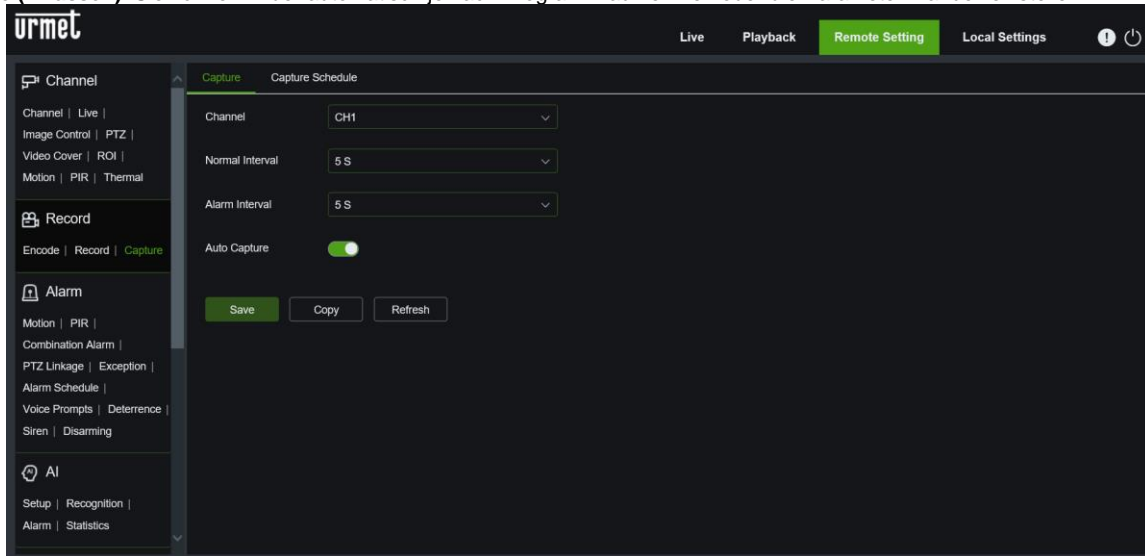 urmet
Live Playback Remote Setting Local Settings
Channel
Channel | Live |
Image Control | PTZ |
Video Cover | ROI |
Motion | PIR | Thermal
Record
Encode | Record | Capture
Alarm
Motion | PIR |
Combination Alarm |
PTZ Linkage | Exception |
Alarm Schedule |
Voice Prompts | Deterrence |
Siren | Disarming
AI
Setup | Recognition |
Alarm | Statistics
Capture Capture Schedule
Channel CH1
Normal Interval 5 S
Alarm Interval 5 S
Auto Capture
Save Copy Refresh